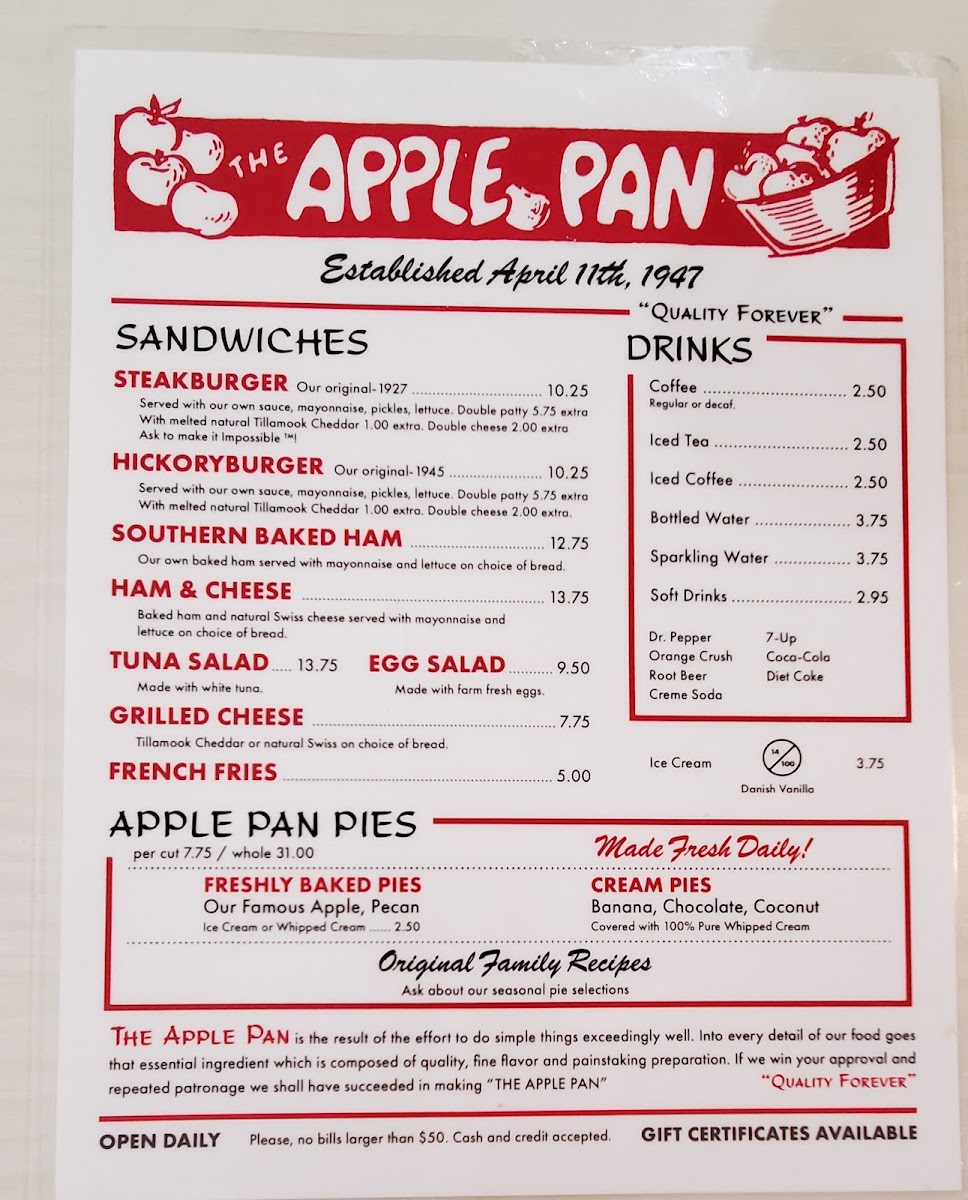 THE APPLE PAN
Established April 11th, 1947
"QUALITY FOREVER"
SANDWICHES
STEAKBURGER Our original-1927 ........ 10.25
Served with our own sauce, mayonnaise, pickles, lettuce. Double patty 5.75 extra
With melted natural Tillamook Cheddar 1.00 extra. Double cheese 2.00 extra
Ask to make it Impossible ™!
HICKORYBURGER Our original-1945 ........ 10.25
Served with our own sauce, mayonnaise, pickles, lettuce. Double patty 5.75 extra
With melted natural Tillamook Cheddar 1.00 extra. Double cheese 2.00 extra.
SOUTHERN BAKED HAM ........ 12.75
Our own baked ham served with mayonnaise and lettuce on choice of bread.
HAM & CHEESE ........ 13.75
Baked ham and natural Swiss cheese served with mayonnaise and
lettuce on choice of bread.
TUNA SALAD ..... 13.75 EGG SALAD ........ 9.50
Made with white tuna. Made with farm fresh eggs.
GRILLED CHEESE ........ 7.75
Tillamook Cheddar or natural Swiss on choice of bread.
FRENCH FRIES ........ 5.00
DRINKS
Coffee ........ 2.50
Regular or decaf.
Iced Tea ........ 2.50
Iced Coffee ........ 2.50
Bottled Water ........ 3.75
Sparkling Water ........ 3.75
Soft Drinks ........ 2.95
Dr. Pepper 7-Up
Orange Crush Coca-Cola
Root Beer Diet Coke
Creme Soda
Ice Cream 14/100 3.75
Danish Vanilla
APPLE PAN PIES
per cut 7.75 / whole 31.00
Made Fresh Daily!
FRESHLY BAKED PIES
Our Famous Apple, Pecan
Ice Cream or Whipped Cream ...... 2.50
CREAM PIES
Banana, Chocolate, Coconut
Covered with 100% Pure Whipped Cream
Original Family Recipes
Ask about our seasonal pie selections
THE APPLE PAN is the result of the effort to do simple things exceedingly well. Into every detail of our food goes
that essential ingredient which is composed of quality, fine flavor and painstaking preparation. If we win your approval and
repeated patronage we shall have succeeded in making "THE APPLE PAN" "QUALITY FOREVER"
OPEN DAILY Please, no bills larger than $50. Cash and credit accepted. GIFT CERTIFICATES AVAILABLE